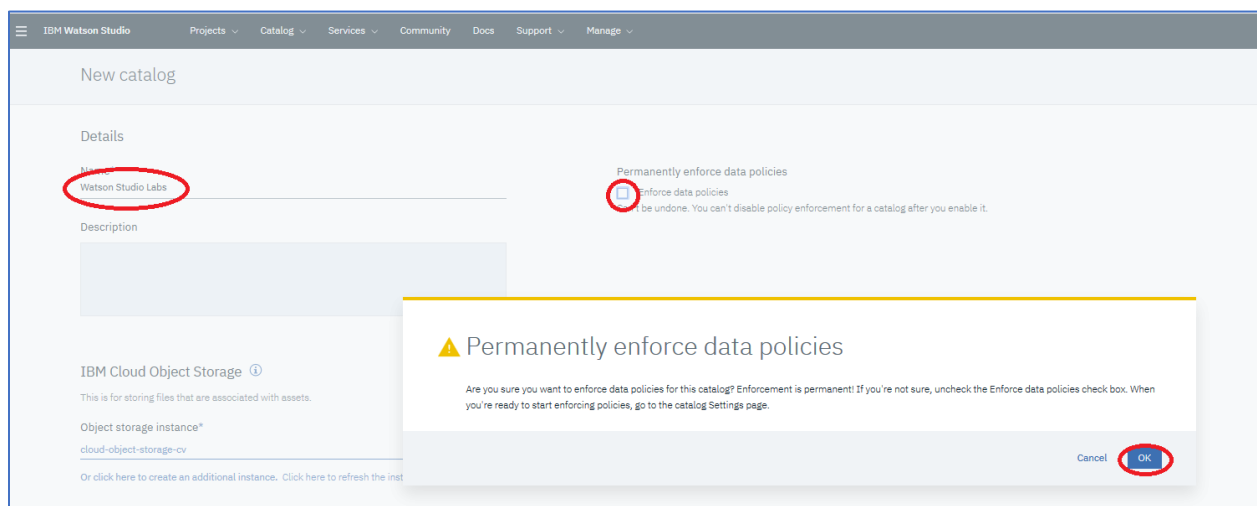 IBM Watson Studio Projects Catalog Services Community Docs Support Manage
New catalog
Details
Name*
Watson Studio Labs
Permanently enforce data policies
Enforce data policies
Can't be undone. You can't disable policy enforcement for a catalog after you enable it.
Description
Permanently enforce data policies
Are you sure you want to enforce data policies for this catalog? Enforcement is permanent! If you're not sure, uncheck the Enforce data policies check box. When
you're ready to start enforcing policies, go to the catalog Settings page.
Cancel OK
IBM Cloud Object Storage
This is for storing files that are associated with assets.
Object storage instance*
cloud-object-storage-cv
Or click here to create an additional instance. Click here to refresh the inst